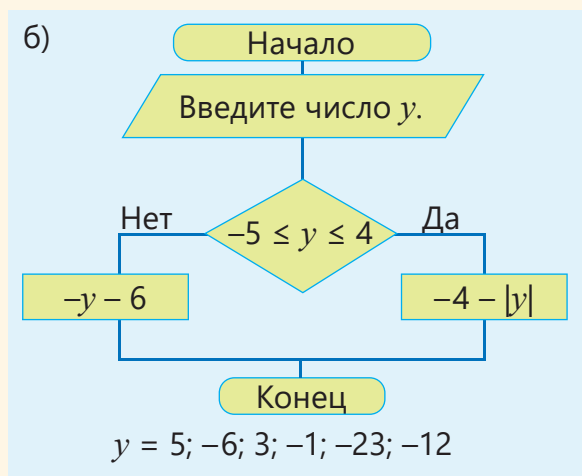 б)
Начало
Введите число y.
Нет
–5 ≤ y ≤ 4
Да
–y – 6
–4 – |y|
Конец
y = 5; –6; 3; –1; –23; –12